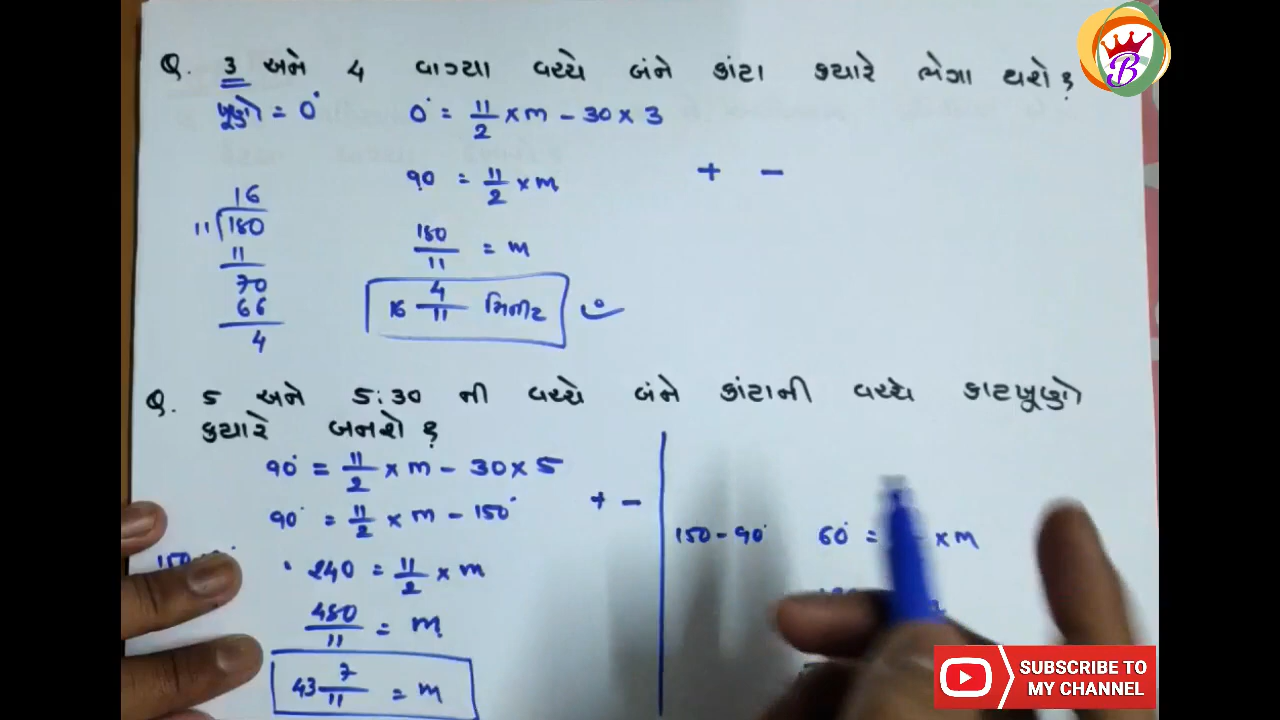 Q. 3 અને 4 વાગ્યા વચ્ચે બંને કાંટા ક્યારે ભેગા થશે?
ખૂણો = 0° 0° = 11/2 × m - 30 × 3
+ -
90 = 11/2 × m
16
11 180
11
70
66
4
180/11 = m
16 4/11 મિનીટ
Q. 5 અને 5:30 ની વચ્ચે બંને કાંટાની વચ્ચે કાટખૂણો
ક્યારે બનશે?
90° = 11/2 × m - 30 × 5
90° = 11/2 × m - 150°
+ -
240 = 11/2 × m
480/11 = m
43 7/11 = m
150 - 90° 60° = × m
B
SUBSCRIBE TO
MY CHANNEL